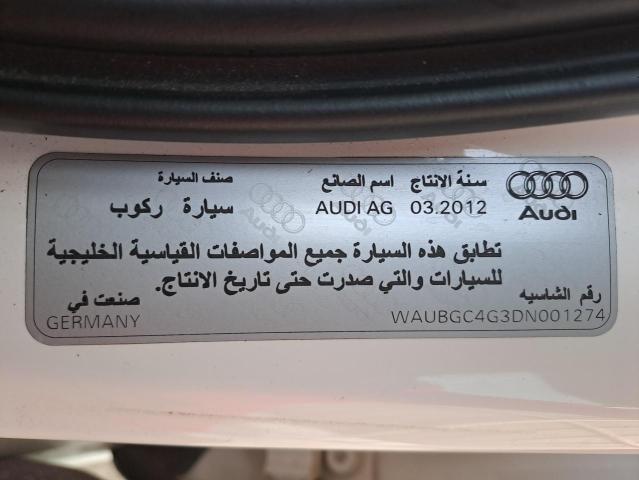 سنة الانتاج اسم الصانع صنف السيارة
03.2012 AUDI AG سيارة ركوب
Audi
تطابق هذه السيارة جميع المواصفات القياسية الخليجية
للسيارات والتي صدرت حتى تاريخ الانتاج.
رقم الشاسيه صنعت في
WAUBGC4G3DN001274 GERMANY